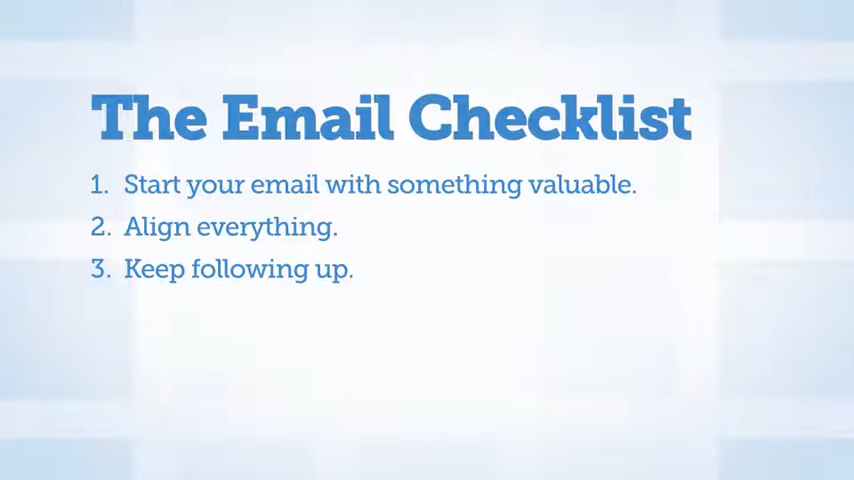 The Email Checklist
1. Start your email with something valuable.
2. Align everything.
3. Keep following up.